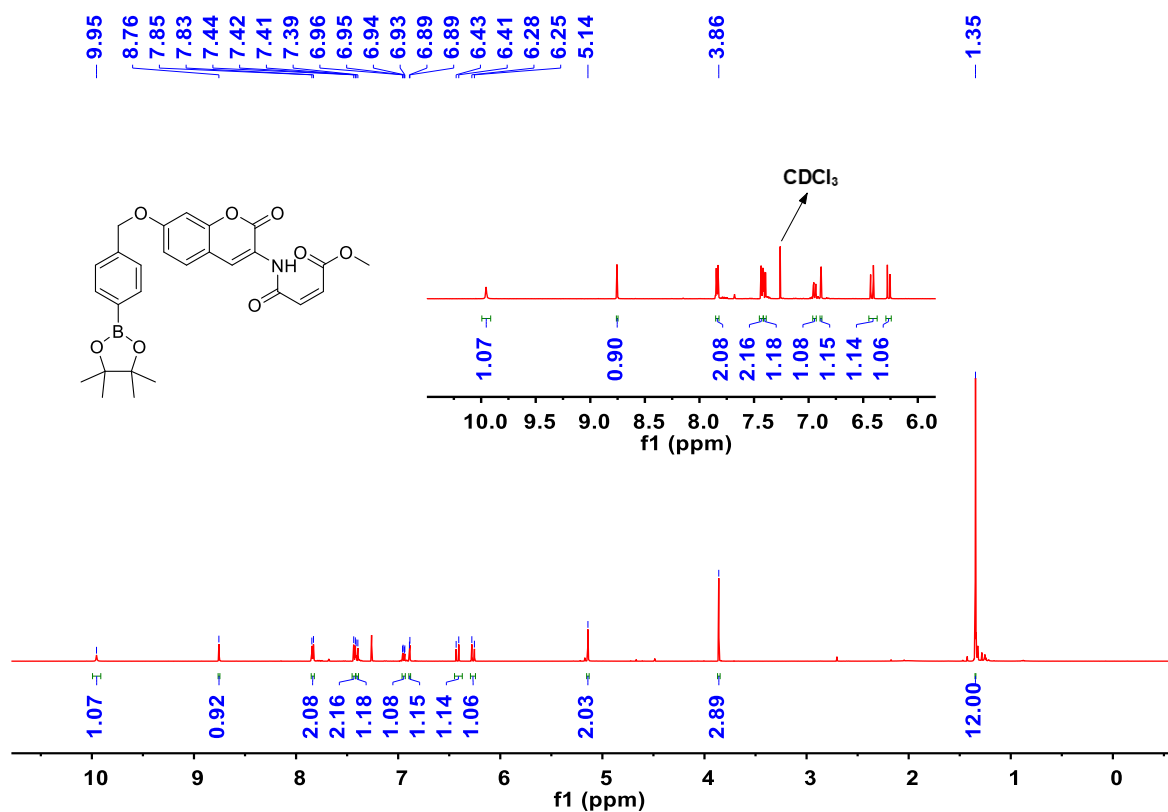 9.95 8.76 7.85 7.83 7.44 7.42 7.41 7.39 6.96 6.95 6.94 6.93 6.89 6.89 6.43 6.41 6.28 6.25 5.14 3.86 1.35
CDCl₃
O
O
O
O
O
NH
O
O
B
O
O
1.07 0.90 2.08 2.16 1.18 1.08 1.15 1.14 1.06
10.0 9.5 9.0 8.5 8.0 7.5 7.0 6.5 6.0
f1 (ppm)
1.07 0.92 2.08 2.16 1.18 1.08 1.15 1.14 1.06 2.03 2.89 12.00
10 9 8 7 6 5 4 3 2 1 0
f1 (ppm)